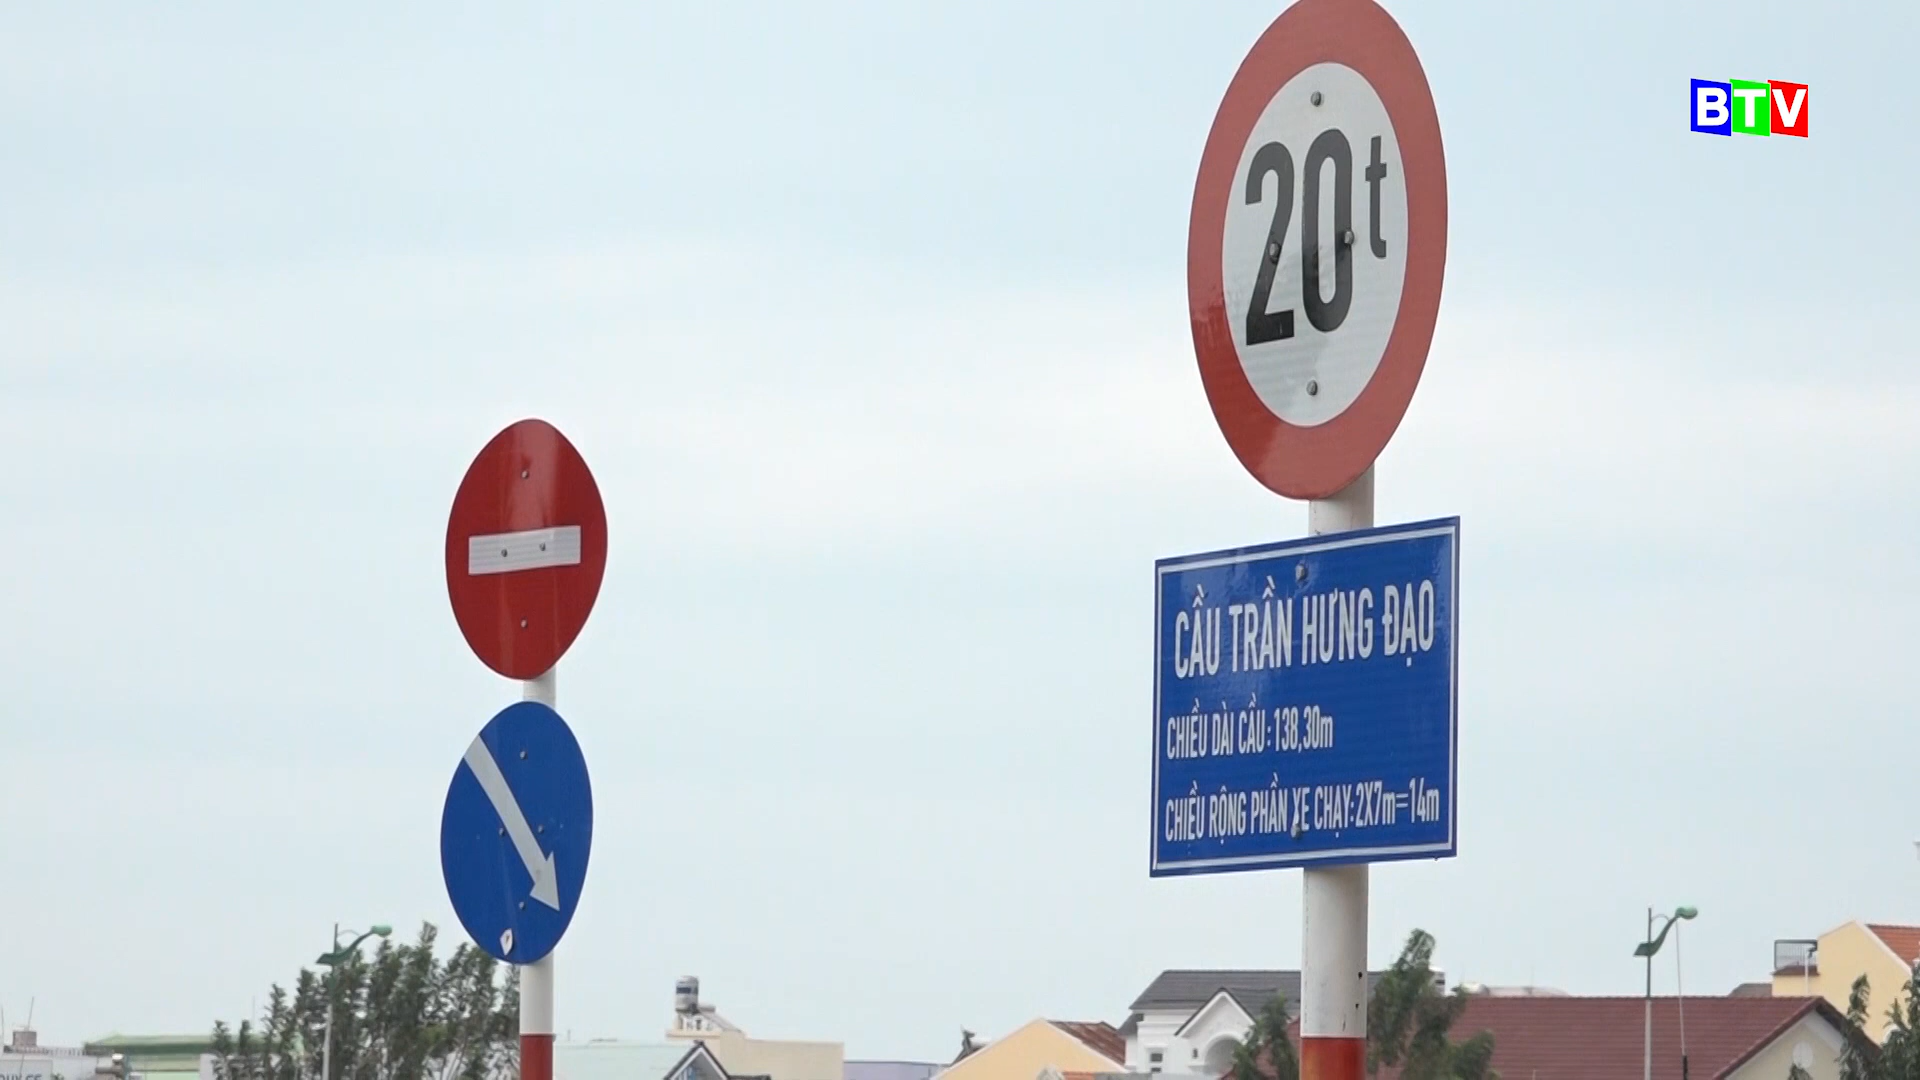 BTV
20t
CẦU TRẦN HƯNG ĐẠO
CHIỀU DÀI CẦU: 138,30m
CHIỀU RỘNG PHẦN XE CHẠY: 2X7m=14m